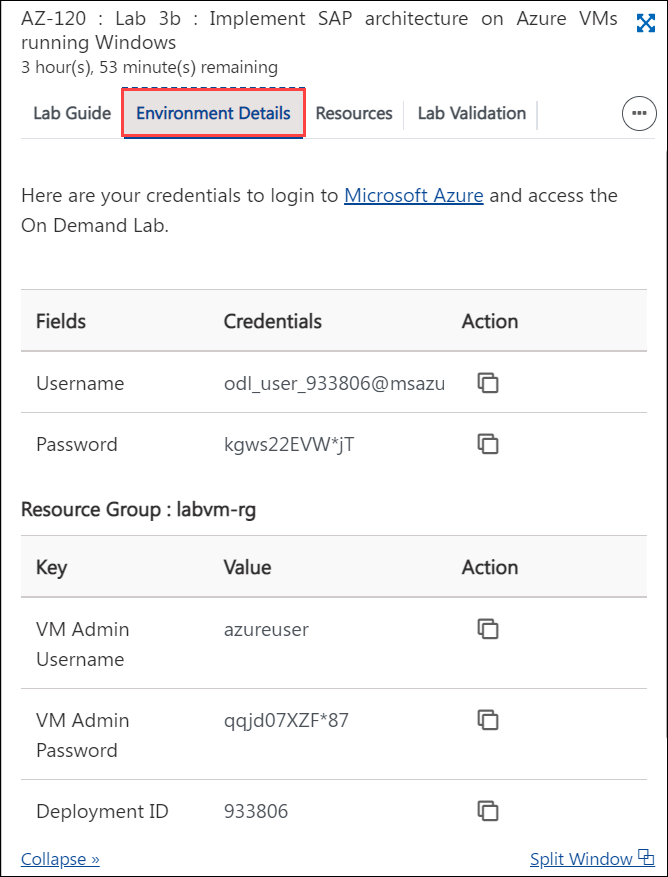 AZ-120 : Lab 3b : Implement SAP architecture on Azure VMs
running Windows
3 hour(s), 53 minute(s) remaining
Lab Guide Environment Details Resources Lab Validation
Here are your credentials to login to Microsoft Azure and access the
On Demand Lab.
Fields Credentials Action
Username odl_user_933806@msazu
Password kgws22EVW*jT
Resource Group : labvm-rg
Key Value Action
VM Admin azureuser
Username
VM Admin qqjd07XZF*87
Password
Deployment ID 933806
Collapse » Split Window